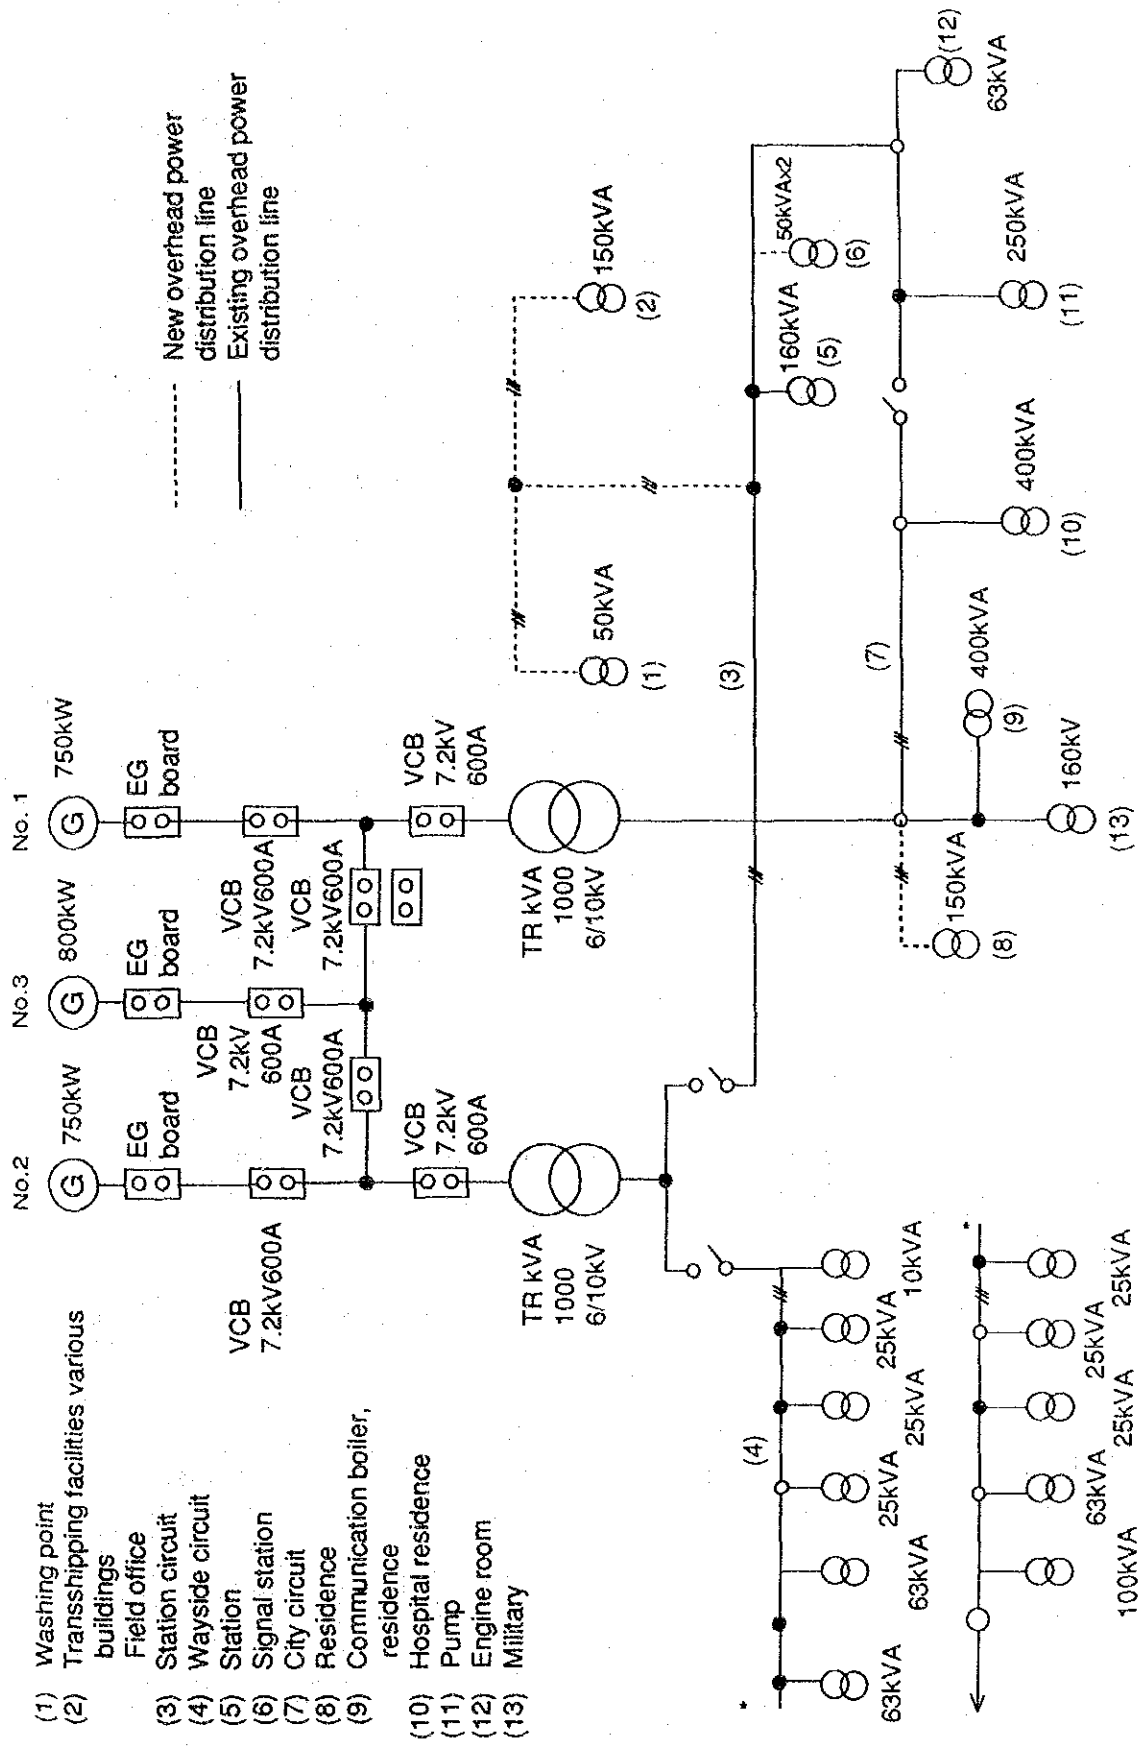 No. 1
750kW
G
EG
board
No.3
800kW
G
EG
board
No.2
750kW
G
EG
board
VCB
7.2kV600A
VCB
7.2kV600A
VCB
7.2kV
600A
VCB
7.2kV600A
VCB
7.2kV600A
VCB
7.2kV
600A
VCB
7.2kV
600A
TR kVA
1000
6/10kV
TR kVA
1000
6/10kV
New overhead power
distribution line
Existing overhead power
distribution line
50kVA
(1)
150kVA
(2)
(3)
160kVA
(5)
50kVAx2
(6)
(7)
150kVA
(8)
400kVA
(9)
160kV
(13)
400kVA
(10)
250kVA
(11)
(12)
63kVA
(4)
10kVA
25kVA
25kVA
25kVA
63kVA
63kVA
*
*
25kVA
25kVA
25kVA
63kVA
100kVA
(1) Washing point
(2) Transshipping facilities various
buildings
Field office
(3) Station circuit
(4) Wayside circuit
(5) Station
(6) Signal station
(7) City circuit
(8) Residence
(9) Communication boiler,
residence
(10) Hospital residence
(11) Pump
(12) Engine room
(13) Military